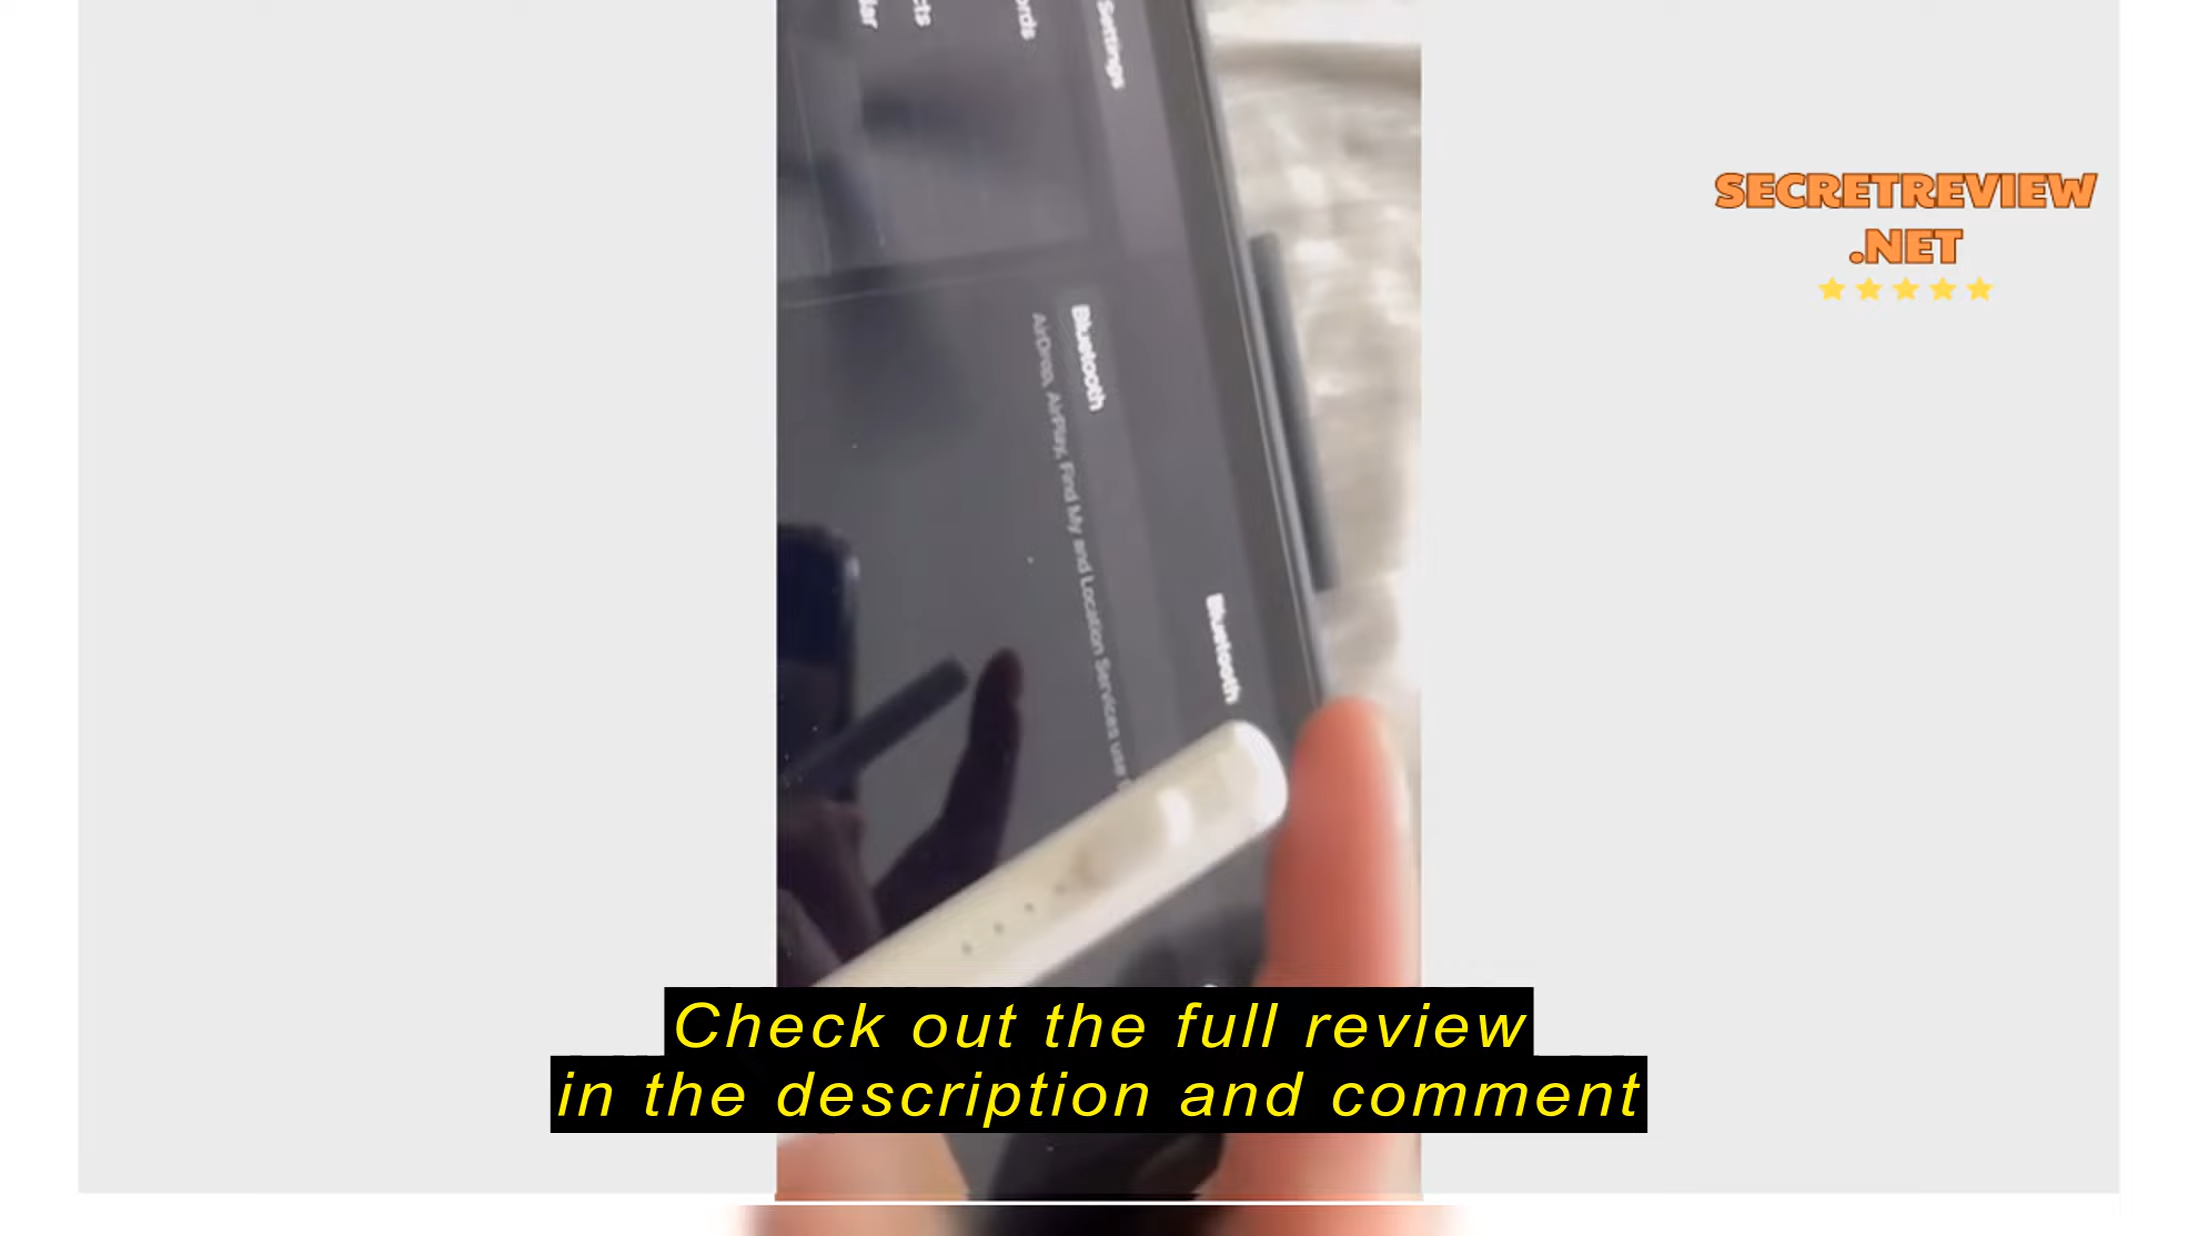 Settings
Bluetooth
AirDrop, AirPlay, Find My and Location Services use
Bluetooth
SECRETREVIEW
.NET
Check out the full review
in the description and comment